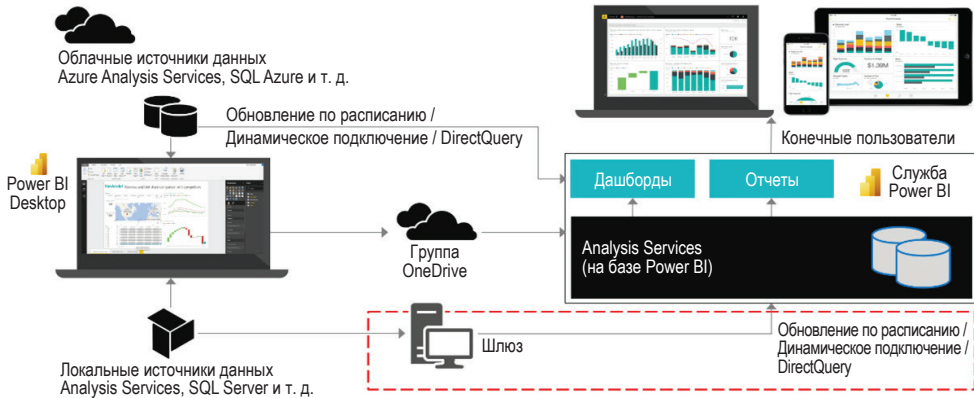 Облачные источники данных
Azure Analysis Services, SQL Azure и т. д.
Обновление по расписанию /
Динамическое подключение / DirectQuery
Конечные пользователи
Power BI
Desktop
Дашборды
Отчеты
Служба
Power BI
Группа
OneDrive
Analysis Services
(на базе Power BI)
Шлюз
Обновление по расписанию /
Динамическое подключение /
DirectQuery
Локальные источники данных
Analysis Services, SQL Server и т. д.
$1.39M